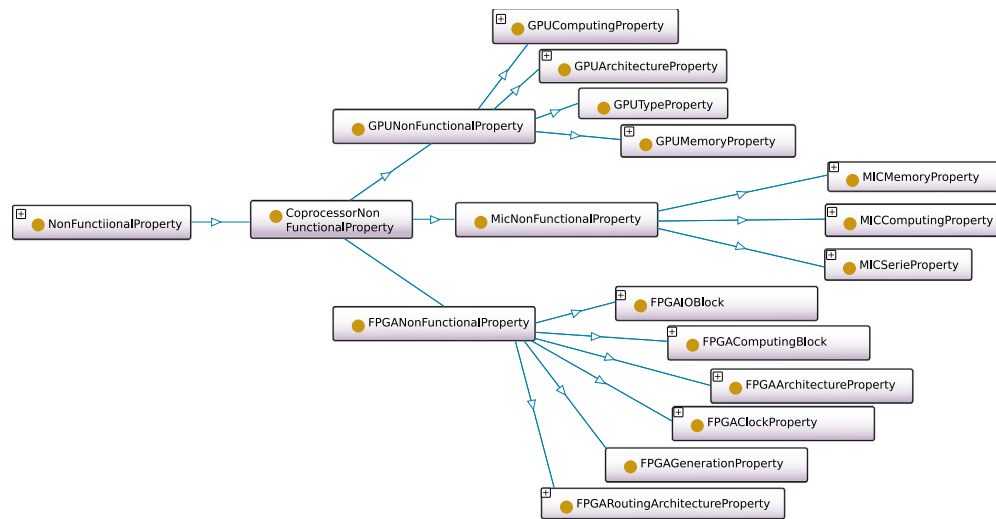 GPUComputingProperty
GPUArchitectureProperty
GPUTypeProperty
GPUNonFunctionalProperty
GPUMemoryProperty
MICMemoryProperty
NonFunctiionalProperty
CoprocessorNon
FunctionalProperty
MicNonFunctionalProperty
MICComputingProperty
MICSerieProperty
FPGAIOBlock
FPGANonFunctionalProperty
FPGAComputingBlock
FPGAArchitectureProperty
FPGAClockProperty
FPGAGenerationProperty
FPGARoutingArchitectureProperty